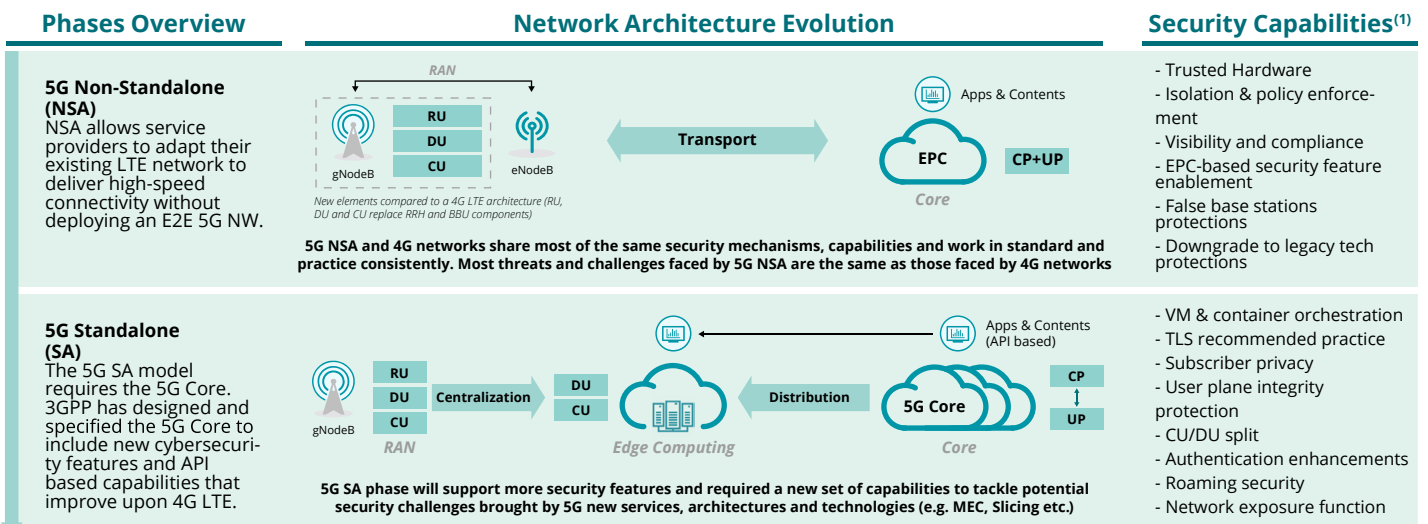 Phases Overview
Network Architecture Evolution
Security Capabilities(1)
5G Non-Standalone
(NSA)
NSA allows service
providers to adapt their
existing LTE network to
deliver high-speed
connectivity without
deploying an E2E 5G NW.
RAN
gNodeB
RU
DU
CU
eNodeB
New elements compared to a 4G LTE architecture (RU,
DU and CU replace RRH and BBU components)
Transport
Apps & Contents
EPC
CP+UP
Core
5G NSA and 4G networks share most of the same security mechanisms, capabilities and work in standard and
practice consistently. Most threats and challenges faced by 5G NSA are the same as those faced by 4G networks
- Trusted Hardware
- Isolation & policy enforce-
ment
- Visibility and compliance
- EPC-based security feature
enablement
- False base stations
protections
- Downgrade to legacy tech
protections
5G Standalone
(SA)
The 5G SA model
requires the 5G Core.
3GPP has designed and
specified the 5G Core to
include new cybersecuri-
ty features and API
based capabilities that
improve upon 4G LTE.
gNodeB
RU
DU
CU
RAN
Centralization
DU
CU
Edge Computing
Distribution
Apps & Contents
(API based)
5G Core
CP
UP
Core
5G SA phase will support more security features and required a new set of capabilities to tackle potential
security challenges brought by 5G new services, architectures and technologies (e.g. MEC, Slicing etc.)
- VM & container orchestration
- TLS recommended practice
- Subscriber privacy
- User plane integrity
protection
- CU/DU split
- Authentication enhancements
- Roaming security
- Network exposure function